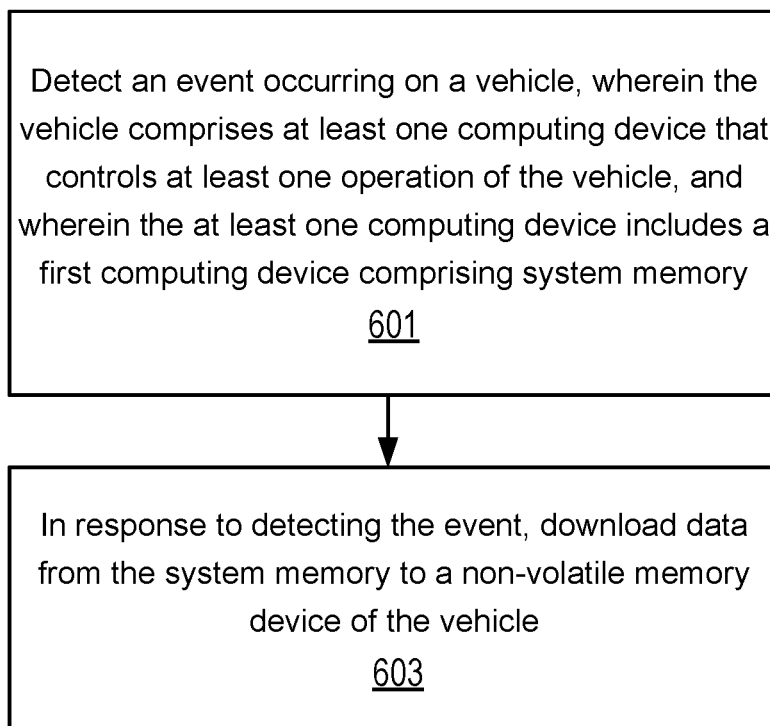 Detect an event occurring on a vehicle, wherein the
vehicle comprises at least one computing device that
controls at least one operation of the vehicle, and
wherein the at least one computing device includes a
first computing device comprising system memory
601
In response to detecting the event, download data
from the system memory to a non-volatile memory
device of the vehicle
603